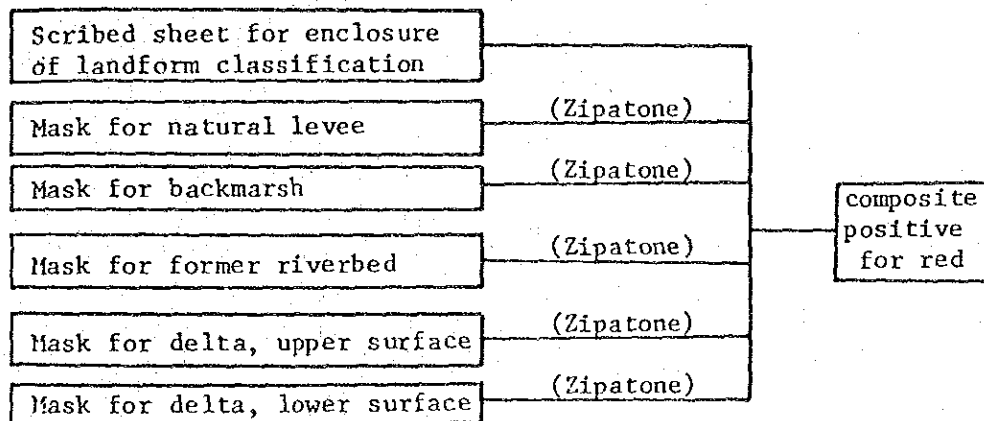 Scribed sheet for enclosure
of landform classification
Mask for natural levee
(Zipatone)
Mask for backmarsh
(Zipatone)
Mask for former riverbed
(Zipatone)
Mask for delta, upper surface
(Zipatone)
Mask for delta, lower surface
(Zipatone)
composite
positive
for red